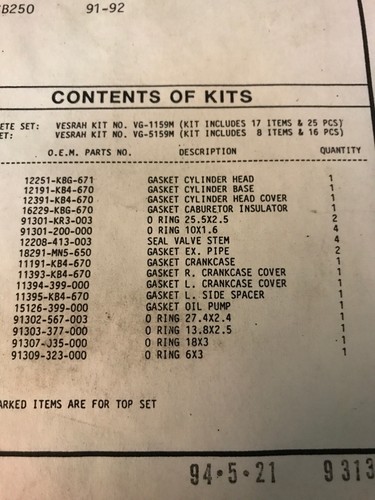 CB250 91-92
CONTENTS OF KITS
ETE SET: VESRAH KIT NO. VG-1159M (KIT INCLUDES 17 ITEMS & 25 PCS)
ET: VESRAH KIT NO. VG-5159M (KIT INCLUDES 8 ITEMS & 16 PCS)
O.E.M. PARTS NO. DESCRIPTION QUANTITY
12251-KBG-671 GASKET CYLINDER HEAD 1
12191-KB4-670 GASKET CYLINDER BASE 1
12391-KB4-670 GASKET CYLINDER HEAD COVER 1
16229-KBG-670 GASKET CABURETOR INSULATOR 1
91301-KR3-003 O RING 25.5X2.5 2
91301-200-000 O RING 10X1.6 4
12208-413-003 SEAL VALVE STEM 4
18291-MN5-650 GASKET EX. PIPE 2
11191-KB4-670 GASKET CRANKCASE 1
11393-KB4-670 GASKET R. CRANKCASE COVER 1
11394-399-000 GASKET L. CRANKCASE COVER 1
11395-KB4-670 GASKET L. SIDE SPACER 1
15126-399-000 GASKET OIL PUMP 1
91302-567-003 O RING 27.4X2.4 1
91303-377-000 O RING 13.8X2.5 1
91307-J35-000 O RING 18X3 1
91309-323-000 O RING 6X3 1
ARKED ITEMS ARE FOR TOP SET
94•5•21 9313